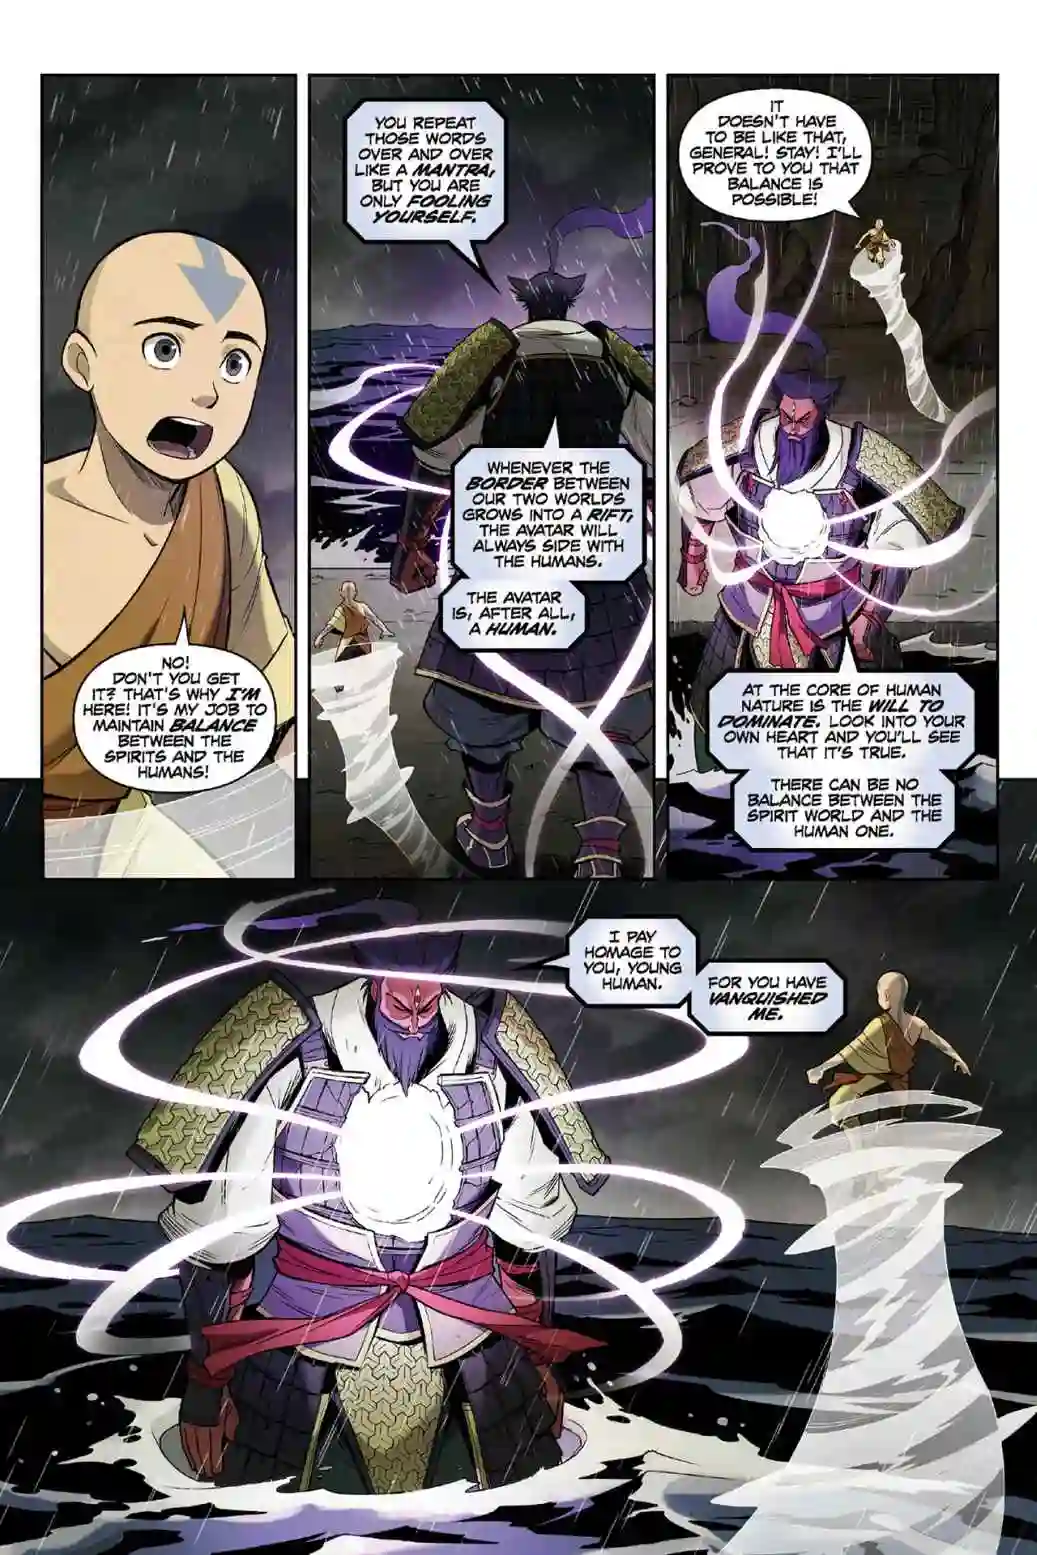 NO!
DON'T YOU GET
IT? THAT'S WHY I'M
HERE! IT'S MY JOB TO
MAINTAIN BALANCE
BETWEEN THE
SPIRITS AND THE
HUMANS!
YOU REPEAT
THOSE WORDS
OVER AND OVER
LIKE A MANTRA,
BUT YOU ARE
ONLY FOOLING
YOURSELF.
WHENEVER THE
BORDER BETWEEN
OUR TWO WORLDS
GROWS INTO A RIFT,
THE AVATAR WILL
ALWAYS SIDE WITH
THE HUMANS.
THE AVATAR
IS, AFTER ALL,
A HUMAN.
IT
DOESN'T HAVE
TO BE LIKE THAT,
GENERAL! STAY! I'LL
PROVE TO YOU THAT
BALANCE IS
POSSIBLE!
AT THE CORE OF HUMAN
NATURE IS THE WILL TO
DOMINATE. LOOK INTO YOUR
OWN HEART AND YOU'LL SEE
THAT IT'S TRUE.
THERE CAN BE NO
BALANCE BETWEEN THE
SPIRIT WORLD AND THE
HUMAN ONE.
I PAY
HOMAGE TO
YOU, YOUNG
HUMAN.
FOR YOU HAVE
VANQUISHED
ME.